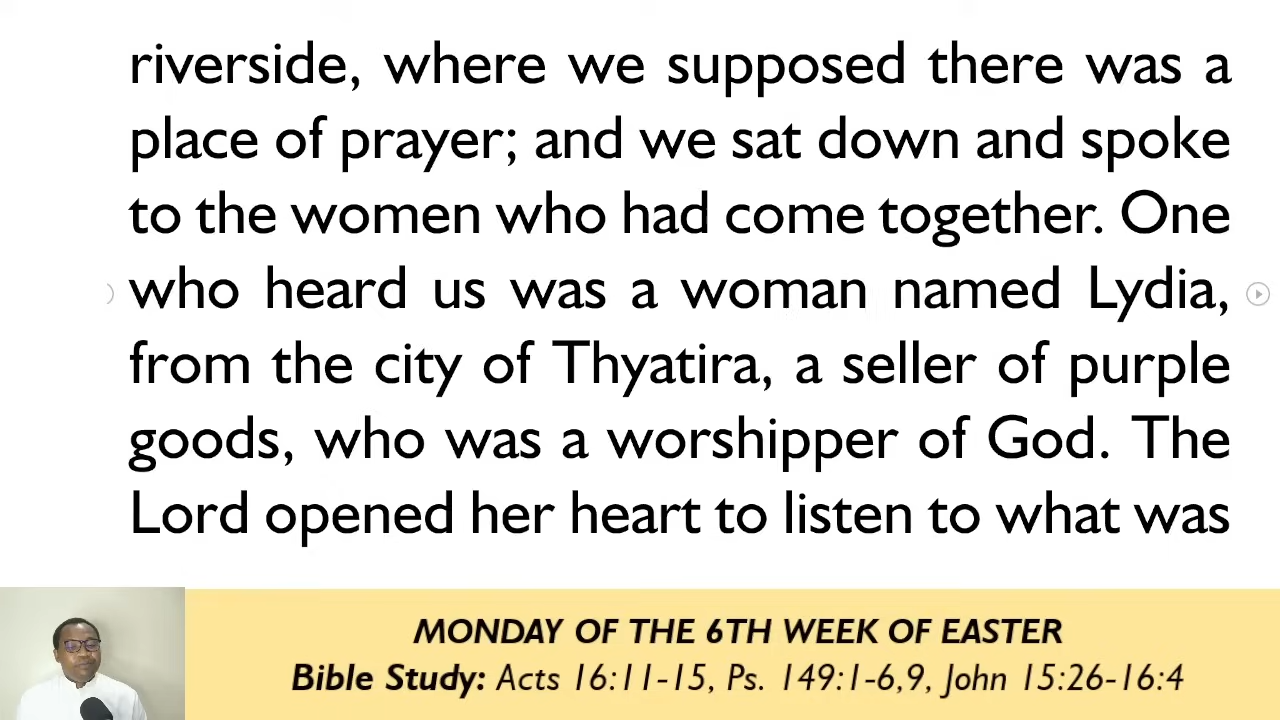 riverside, where we supposed there was a
place of prayer; and we sat down and spoke
to the women who had come together. One
who heard us was a woman named Lydia,
from the city of Thyatira, a seller of purple
goods, who was a worshipper of God. The
Lord opened her heart to listen to what was
MONDAY OF THE 6TH WEEK OF EASTER
Bible Study: Acts 16:11-15, Ps. 149:1-6,9, John 15:26-16:4